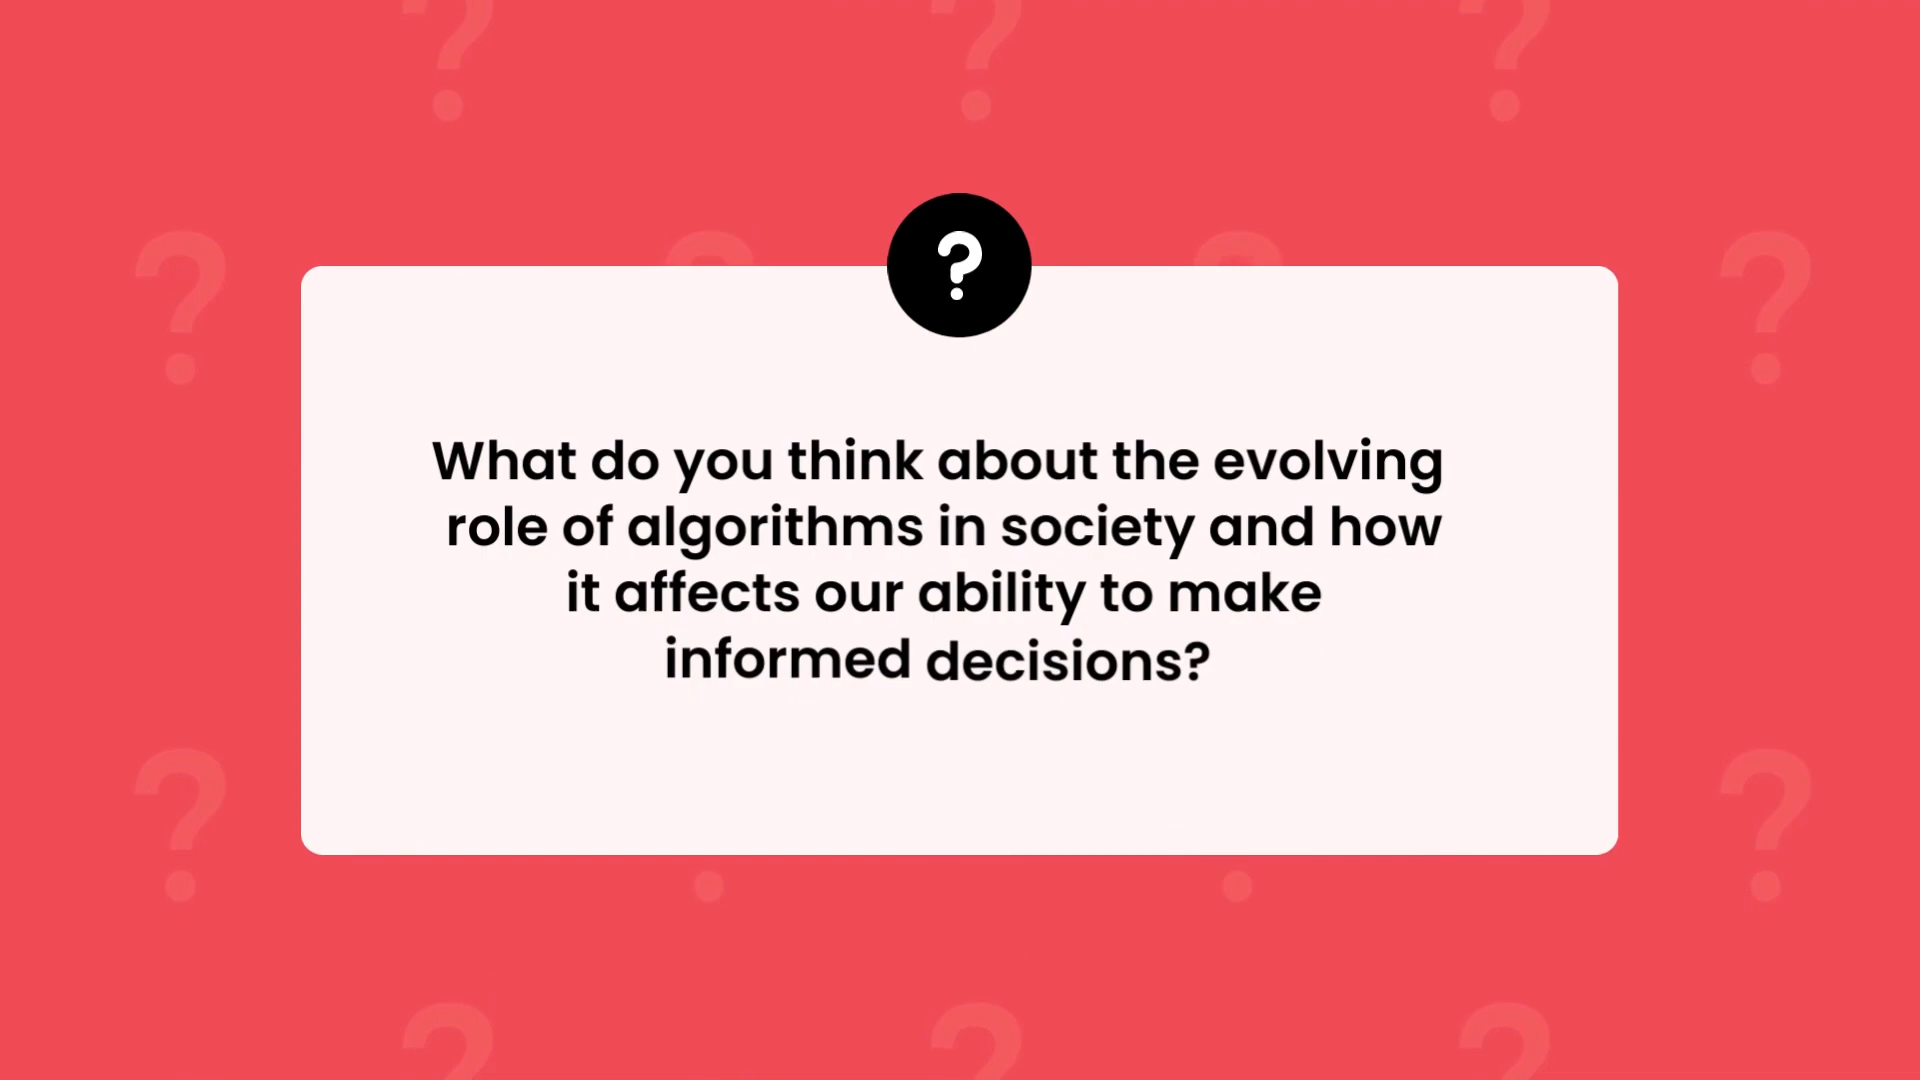 What do you think about the evolving
role of algorithms in society and how
it affects our ability to make
informed decisions?